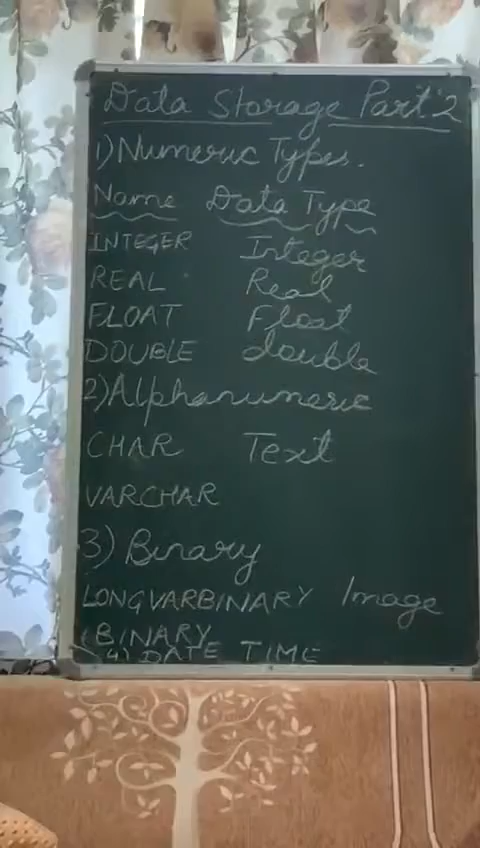 Data Storage Part 2
1) Numeric Types.
Name Data Type
INTEGER Integer
REAL Real
FLOAT Float
DOUBLE double
2) Alphanumeric
CHAR Text
VARCHAR
3) Binary
LONGVARBINARY Image
(BINARY
4) DATE TIME